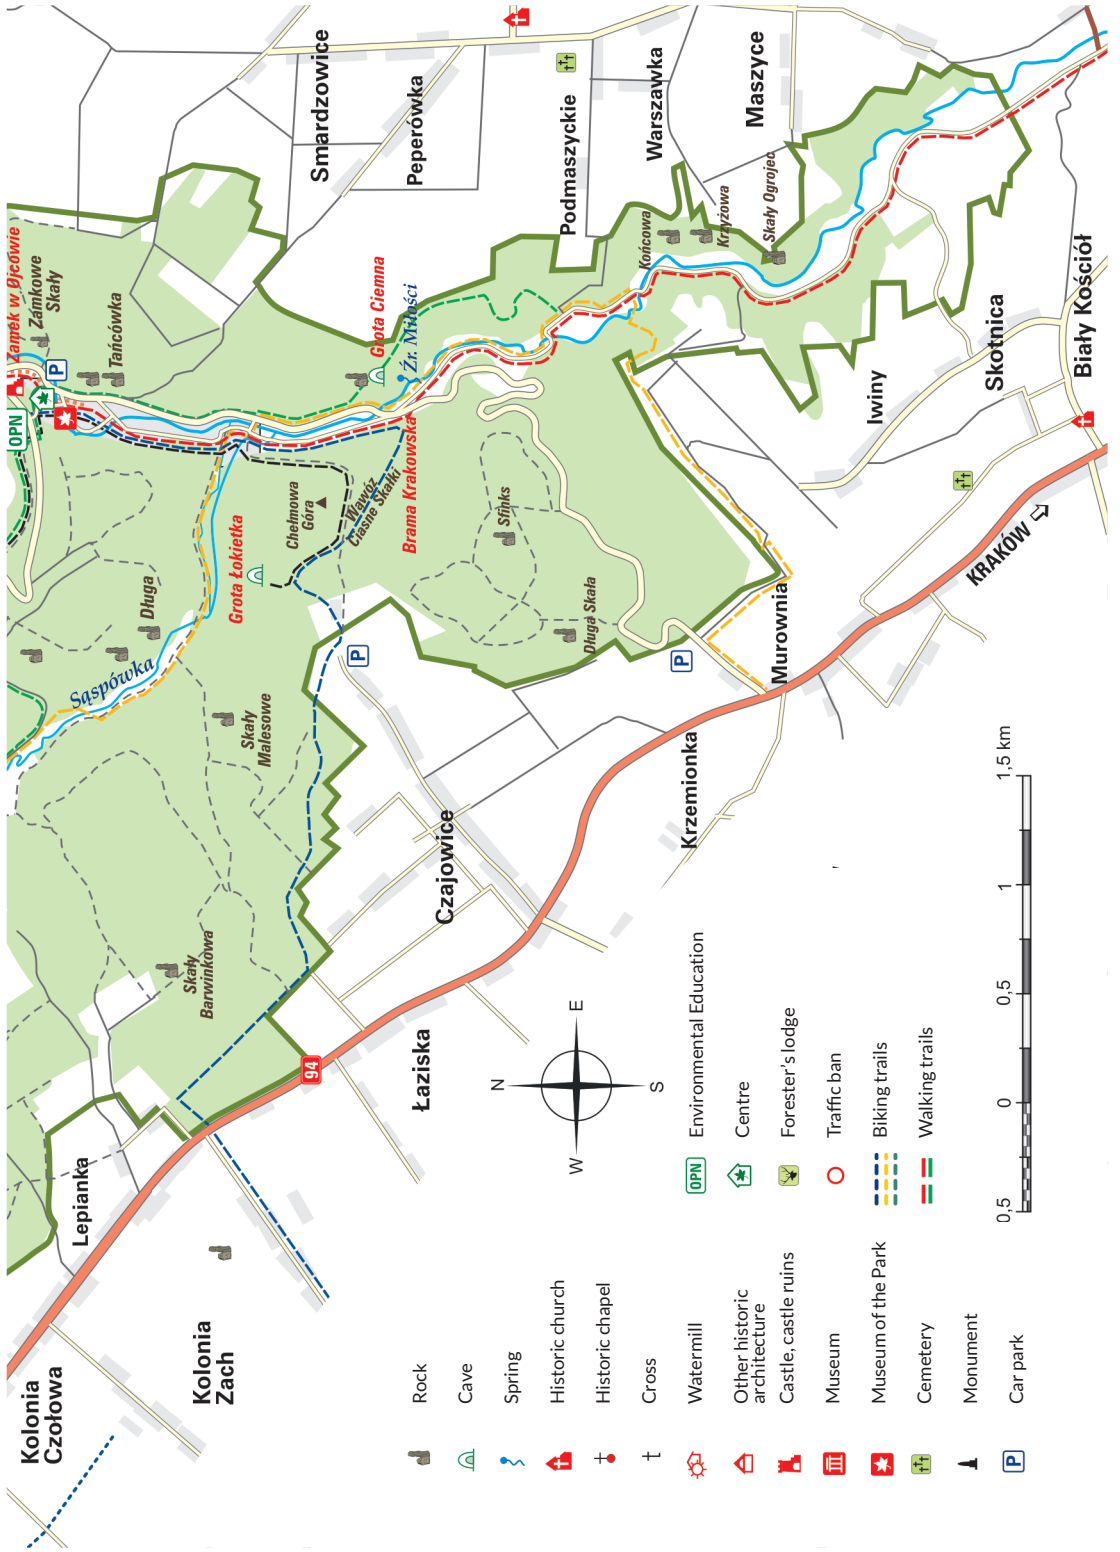 Zamek w Ojcowie
Zamkowe
Skały
Tańcówka
OPN
P
Smardzowice
Peperówka
Podmaszyckie
Warszawka
Maszyce
Grota Ciemna
Źr. Miłości
Końcowa
Krzyżowa
Skały Ogrojec
Iwiny
Skotnica
Biały Kościół
Długa
Grota Łokietka
Chełmowa
Góra
Wąwóz
Ciasne Skałki
Brama Krakowska
Sfinks
Długa Skała
Murownia
KRAKÓW
Sąspówka
Skały
Malesowe
P
P
Skały
Barwinkowa
Czajowice
Krzemionka
94
Łaziska
Lepianka
Kolonia
Czołowa
Kolonia
Zach
N
E
S
W
Rock
Cave
Spring
Historic church
Historic chapel
Cross
Watermill
Other historic
architecture
Castle, castle ruins
Museum
Museum of the Park
Cemetery
Monument
P
Car park
OPN
Environmental Education
Centre
Forester's lodge
Traffic ban
Biking trails
Walking trails
0,5
0
0,5
1
1,5 km